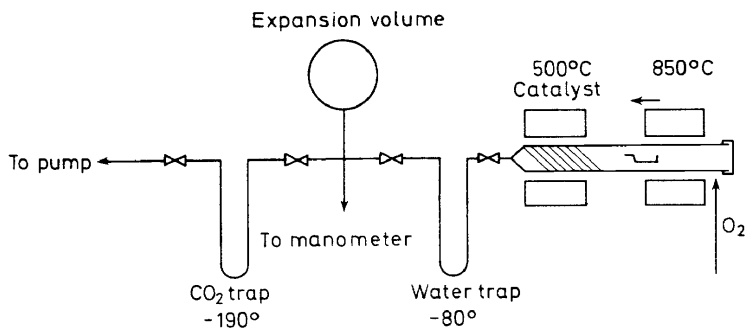 Expansion volume
500°C
Catalyst
850°C
To pump
To manometer
O₂
CO₂ trap
-190°
Water trap
-80°